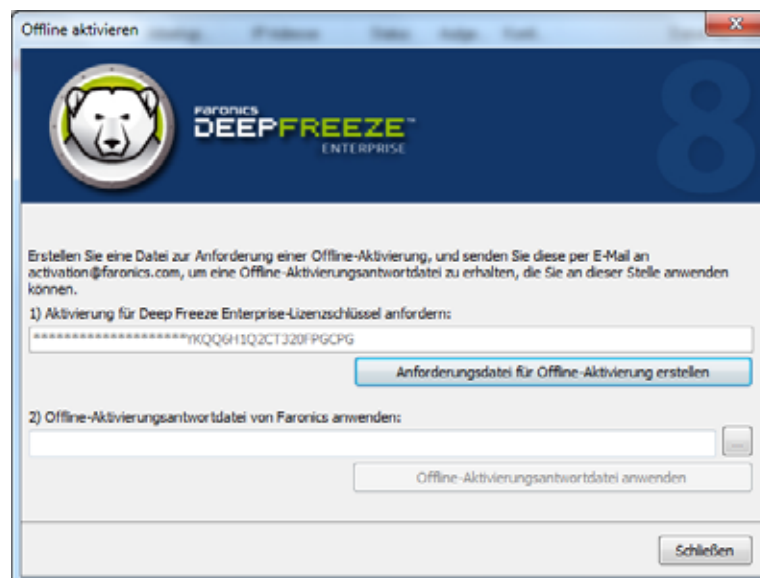 Offline aktivieren
FARONICS
DEEPFREEZE™
ENTERPRISE
8
Erstellen Sie eine Datei zur Anforderung einer Offline-Aktivierung, und senden Sie diese per E-Mail an
activation@faronics.com, um eine Offline-Aktivierungsantwortdatei zu erhalten, die Sie an dieser Stelle anwenden
können.
1) Aktivierung für Deep Freeze Enterprise-Lizenzschlüssel anfordern:
*********************YKQQ6H1Q2CT320FPGCPG
Anforderungsdatei für Offline-Aktivierung erstellen
2) Offline-Aktivierungsantwortdatei von Faronics anwenden:
...
Offline-Aktivierungsantwortdatei anwenden
Schließen